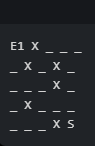 E1 X _ _ _
_ X _ X _
_ _ _ X _
_ X _ _ _
_ _ _ X S